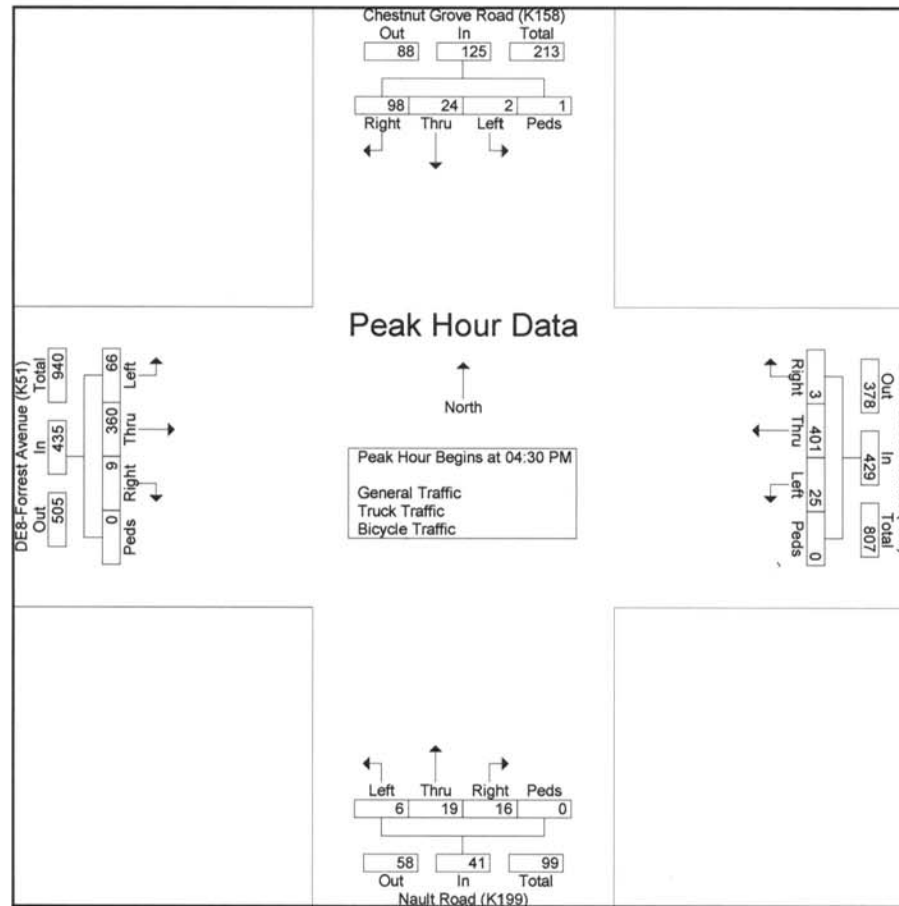 Chestnut Grove Road (K158)
Out In Total
88 125 213
98 24 2 1
Right Thru Left Peds
Peak Hour Data
North
Peak Hour Begins at 04:30 PM
General Traffic
Truck Traffic
Bicycle Traffic
DE8-Forrest Avenue (K51)
Out In Total
505 435 940
66 360 9 0
Left Thru Right Peds
Out In Total
378 429 807
3 401 25 0
Right Thru Left Peds
Left Thru Right Peds
6 19 16 0
58 41 99
Out In Total
Nault Road (K199)